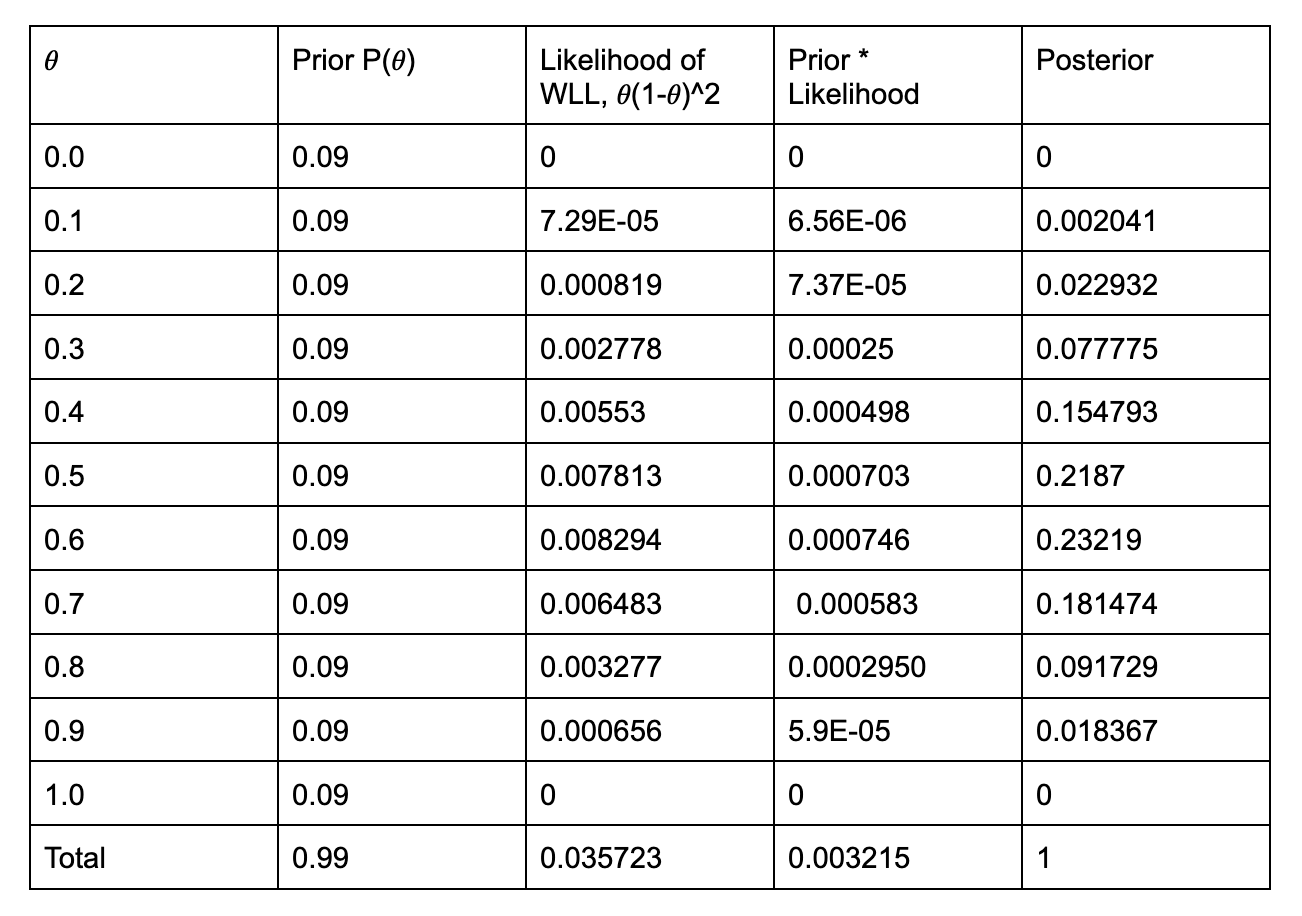 θ Prior P(θ) Likelihood of Prior * Posterior
WLL, θ(1-θ)^2 Likelihood
0.0 0.09 0 0 0
0.1 0.09 7.29E-05 6.56E-06 0.002041
0.2 0.09 0.000819 7.37E-05 0.022932
0.3 0.09 0.002778 0.00025 0.077775
0.4 0.09 0.00553 0.000498 0.154793
0.5 0.09 0.007813 0.000703 0.2187
0.6 0.09 0.008294 0.000746 0.23219
0.7 0.09 0.006483 0.000583 0.181474
0.8 0.09 0.003277 0.0002950 0.091729
0.9 0.09 0.000656 5.9E-05 0.018367
1.0 0.09 0 0 0
Total 0.99 0.035723 0.003215 1